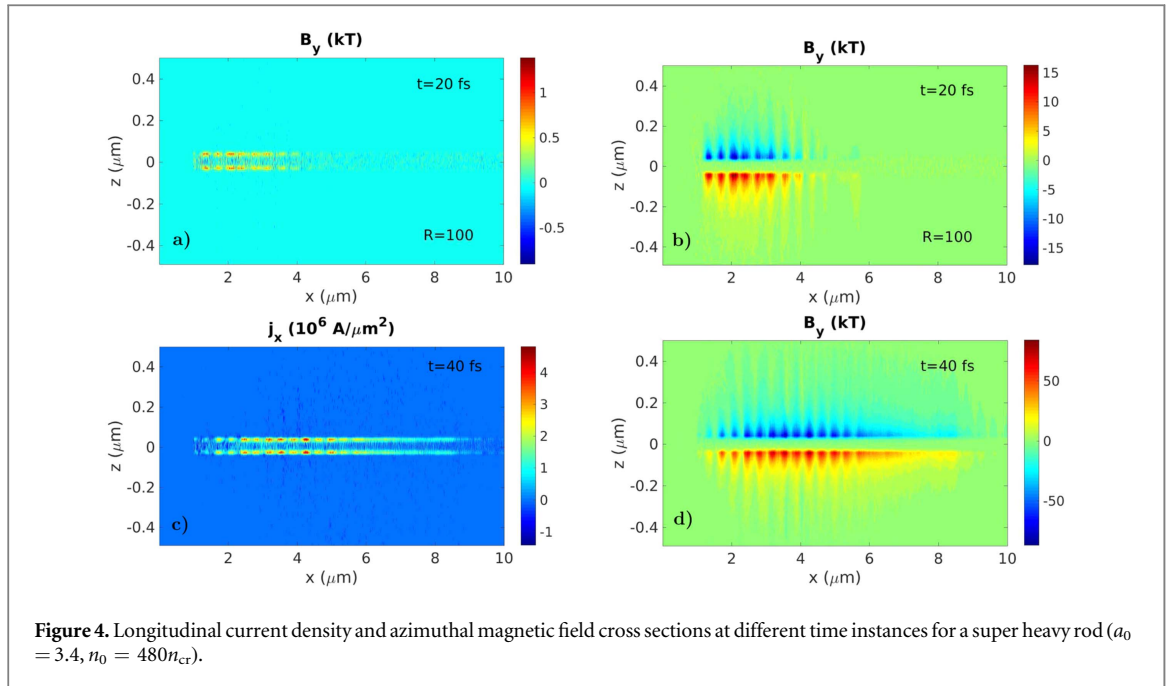 B_y (kT)
t=20 fs
R=100
a)
z (μm)
0.4
0.2
0
-0.2
-0.4
2
4
6
8
10
x (μm)
1
0.5
0
-0.5
B_y (kT)
t=20 fs
R=100
b)
z (μm)
0.4
0.2
0
-0.2
-0.4
2
4
6
8
10
x (μm)
15
10
5
0
-5
-10
-15
j_x (10^6 A/μm^2)
t=40 fs
c)
z (μm)
0.4
0.2
0
-0.2
-0.4
2
4
6
8
10
x (μm)
4
3
2
1
0
-1
B_y (kT)
t=40 fs
d)
z (μm)
0.4
0.2
0
-0.2
-0.4
2
4
6
8
10
x (μm)
50
0
-50
Figure 4. Longitudinal current density and azimuthal magnetic field cross sections at different time instances for a super heavy rod (a_0
= 3.4, n_0 = 480n_cr).